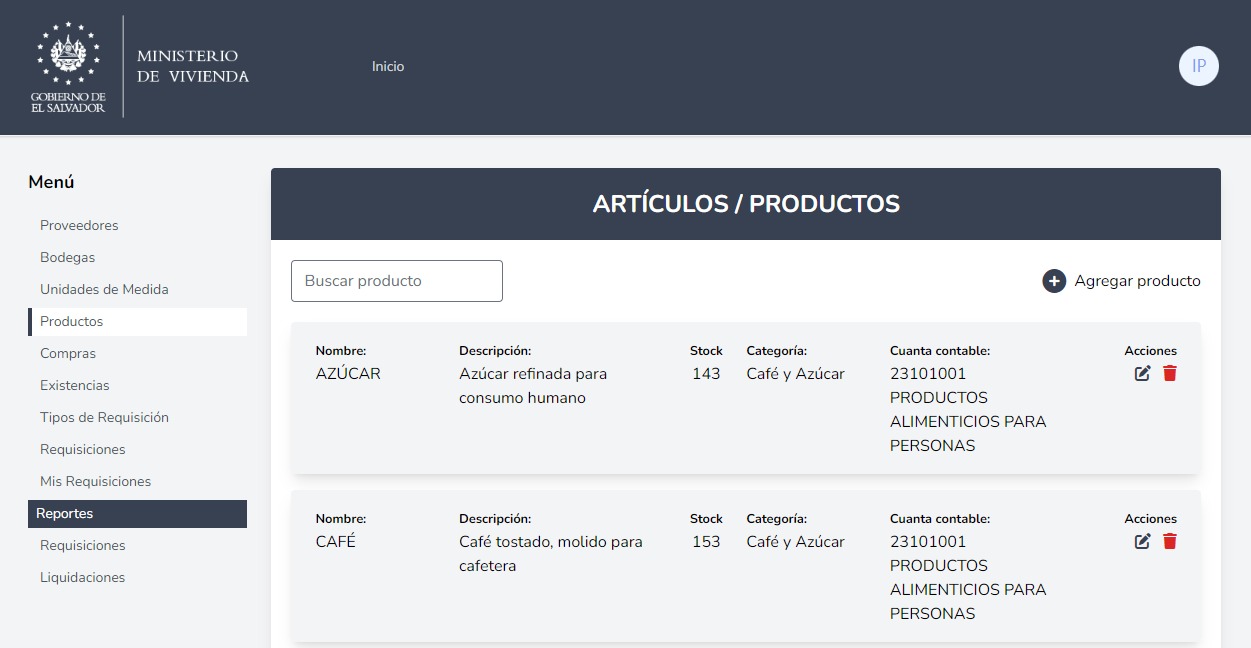 GOBIERNO DE
EL SALVADOR
MINISTERIO
DE VIVIENDA
Inicio
IP
Menú
Proveedores
Bodegas
Unidades de Medida
Productos
Compras
Existencias
Tipos de Requisición
Requisiciones
Mis Requisiciones
Reportes
Requisiciones
Liquidaciones
ARTÍCULOS / PRODUCTOS
Buscar producto
Agregar producto
Nombre:
AZÚCAR
Descripción:
Azúcar refinada para
consumo humano
Stock
143
Categoría:
Café y Azúcar
Cuanta contable:
23101001
PRODUCTOS
ALIMENTICIOS PARA
PERSONAS
Acciones
Nombre:
CAFÉ
Descripción:
Café tostado, molido para
cafetera
Stock
153
Categoría:
Café y Azúcar
Cuanta contable:
23101001
PRODUCTOS
ALIMENTICIOS PARA
PERSONAS
Acciones